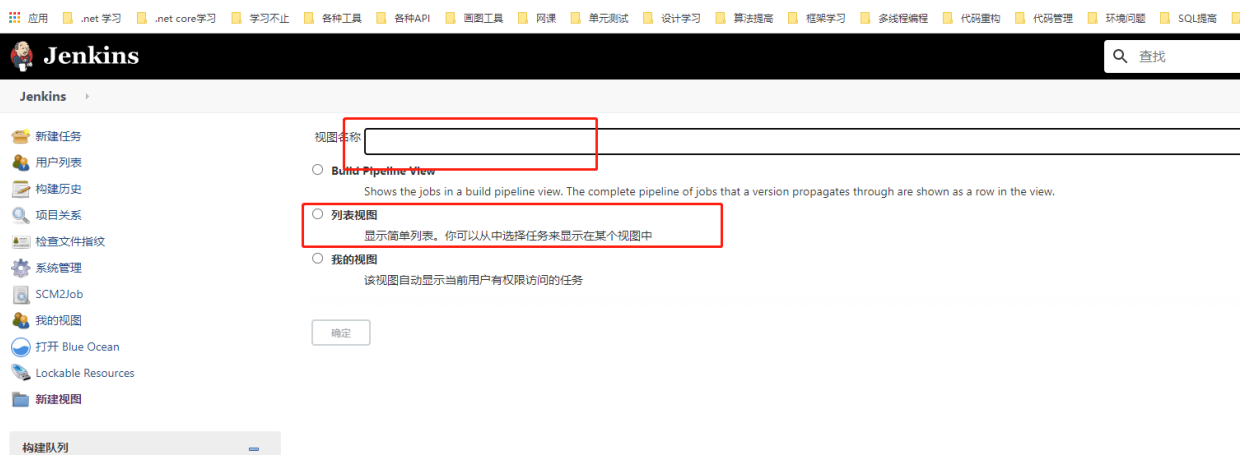 应用 .net 学习 .net core学习 学习不止 各种工具 各种API 画图工具 网课 单元测试 设计学习 算法提高 框架学习 多线程编程 代码重构 代码管理 环境问题 SQL提高
Jenkins
查找
Jenkins
新建任务
用户列表
构建历史
项目关系
检查文件指纹
系统管理
SCM2Job
我的视图
打开 Blue Ocean
Lockable Resources
新建视图
构建队列
视图名称
Build Pipeline View
Shows the jobs in a build pipeline view. The complete pipeline of jobs that a version propagates through are shown as a row in the view.
列表视图
显示简单列表。你可以从中选择任务来显示在某个视图中
我的视图
该视图自动显示当前用户有权限访问的任务
确定